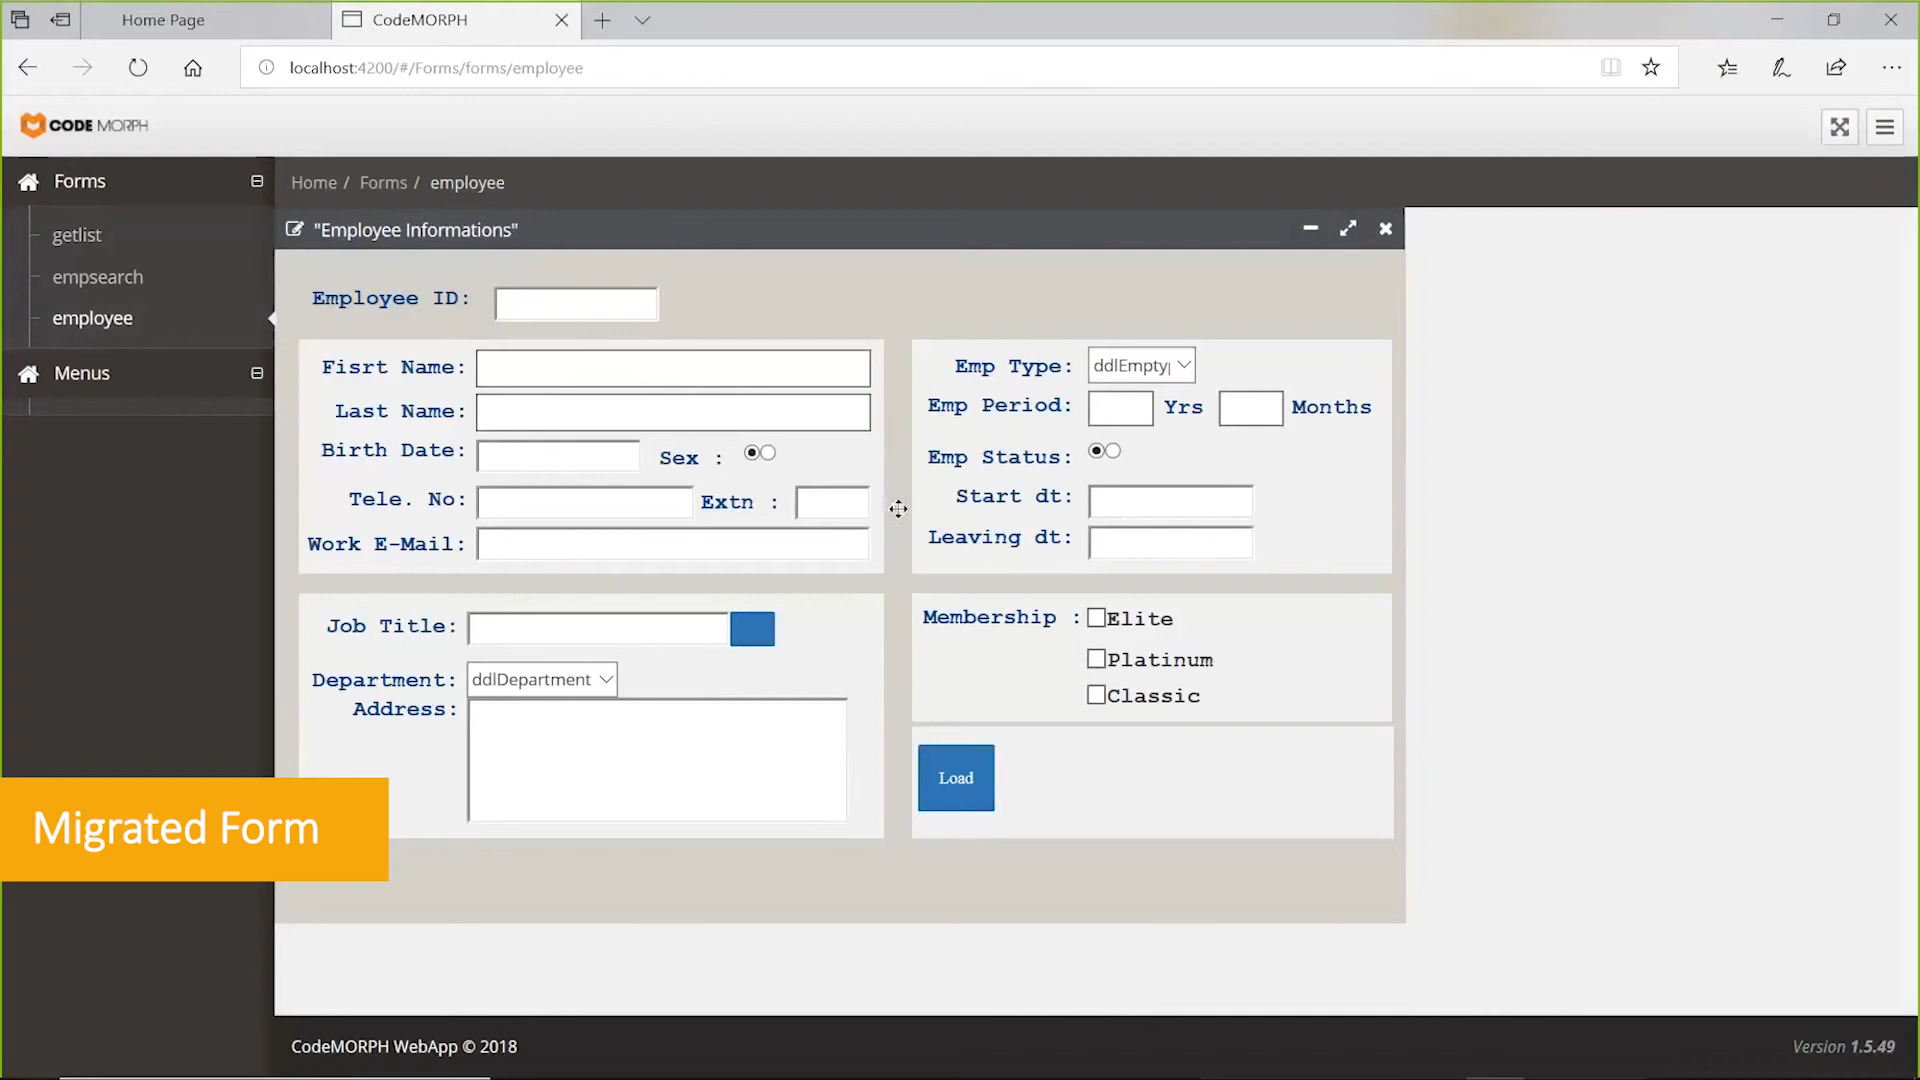 Home Page
CodeMORPH
localhost:4200/#/Forms/forms/employee
CODE MORPH
Forms
getlist
empsearch
employee
Menus
Home / Forms / employee
"Employee Informations"
Employee ID:
Fisrt Name:
Last Name:
Birth Date:
Sex :
Tele. No:
Extn :
Work E-Mail:
Emp Type:
ddlEmpty
Emp Period:
Yrs
Months
Emp Status:
Start dt:
Leaving dt:
Job Title:
Department:
ddlDepartment
Address:
Membership :
Elite
Platinum
Classic
Load
Migrated Form
CodeMORPH WebApp © 2018
Version 1.5.49